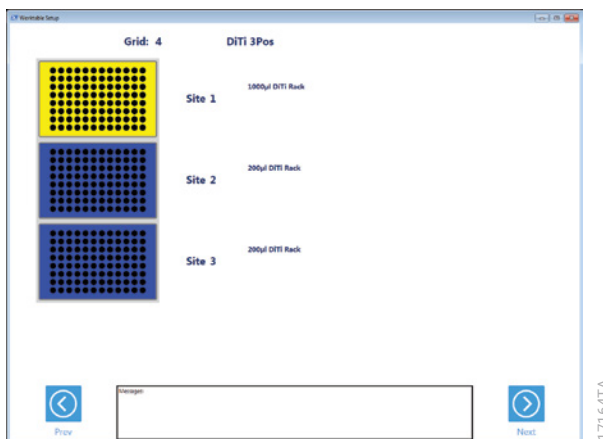 Worktable Setup
Grid: 4 DiTi 3Pos
Site 1 1000µl DiTi Rack
Site 2 200µl DiTi Rack
Site 3 200µl DiTi Rack
Messages
Prev
Next
17164TA